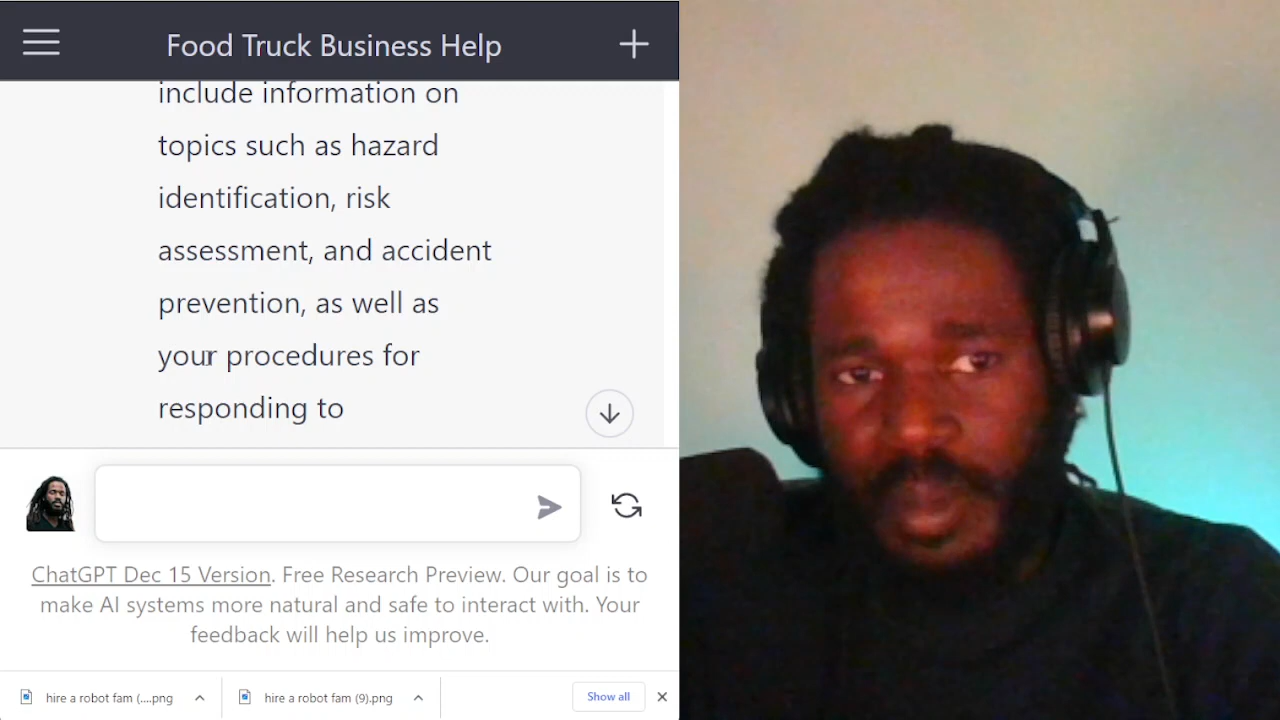 Food Truck Business Help
include information on
topics such as hazard
identification, risk
assessment, and accident
prevention, as well as
your procedures for
responding to
ChatGPT Dec 15 Version. Free Research Preview. Our goal is to
make AI systems more natural and safe to interact with. Your
feedback will help us improve.
hire a robot fam (....png
hire a robot fam (9).png
Show all